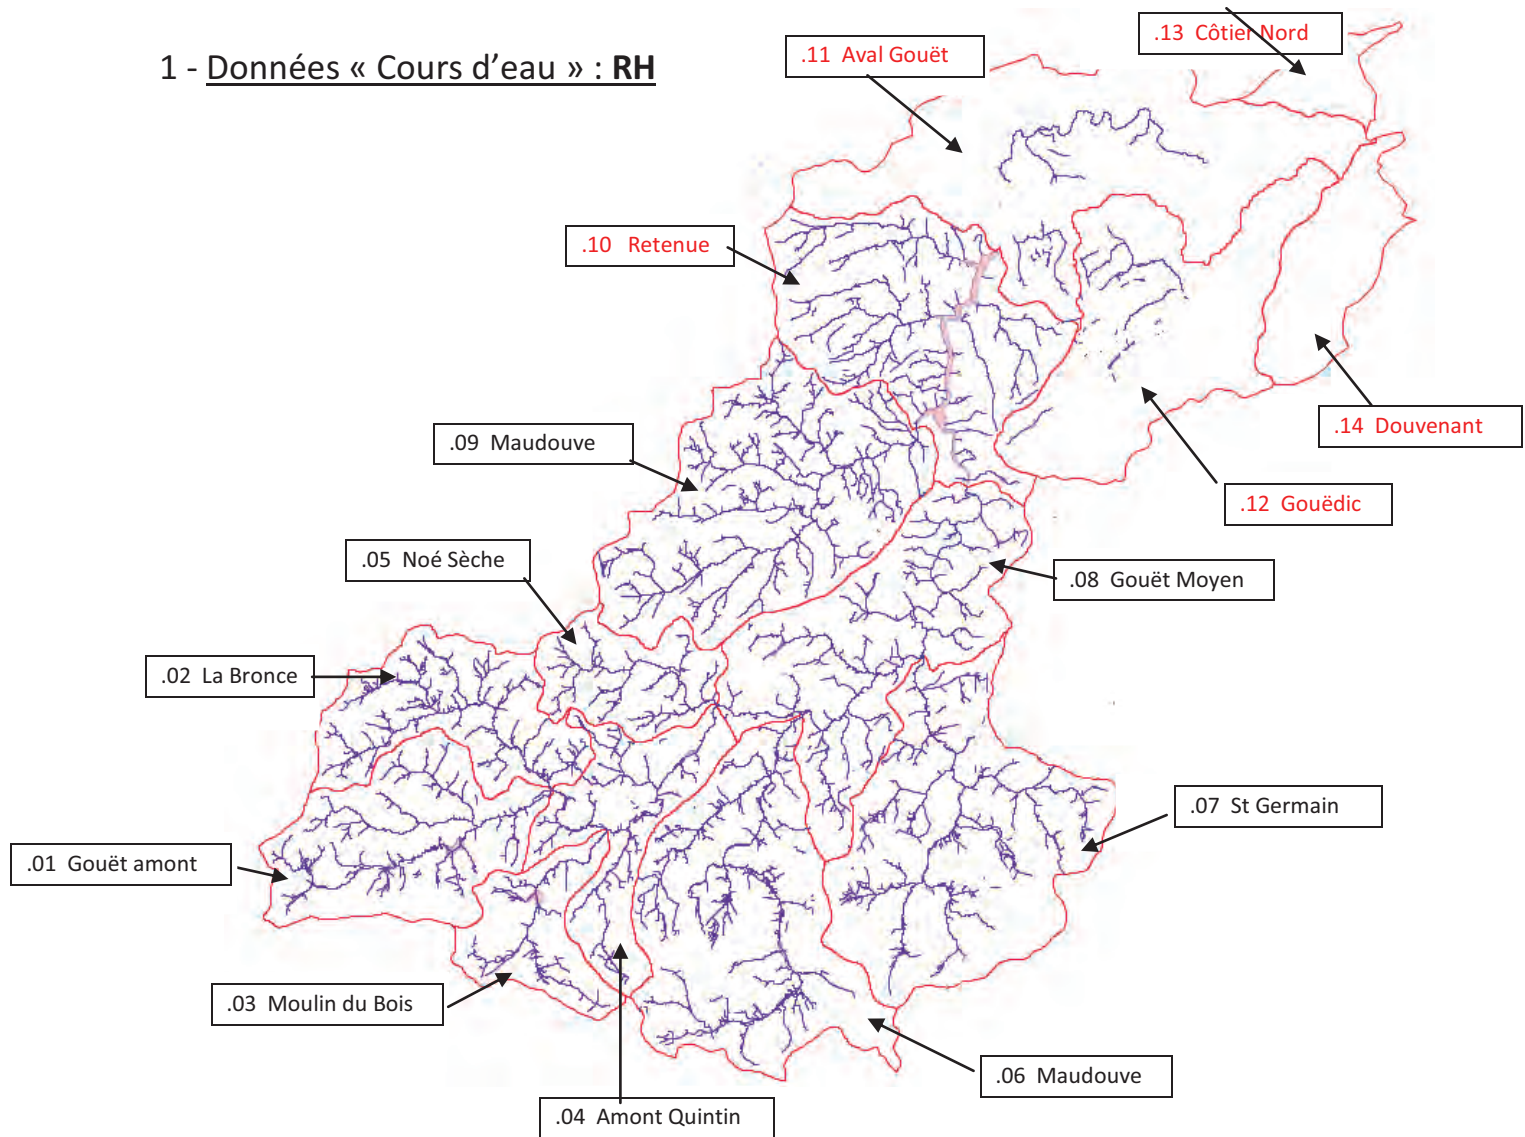 1 - Données « Cours d'eau » : RH
.13 Côtier Nord
.11 Aval Gouët
.10 Retenue
.14 Douvenant
.09 Maudouve
.12 Gouëdic
.05 Noé Sèche
.08 Gouët Moyen
.02 La Bronce
.07 St Germain
.01 Gouët amont
.03 Moulin du Bois
.06 Maudouve
.04 Amont Quintin